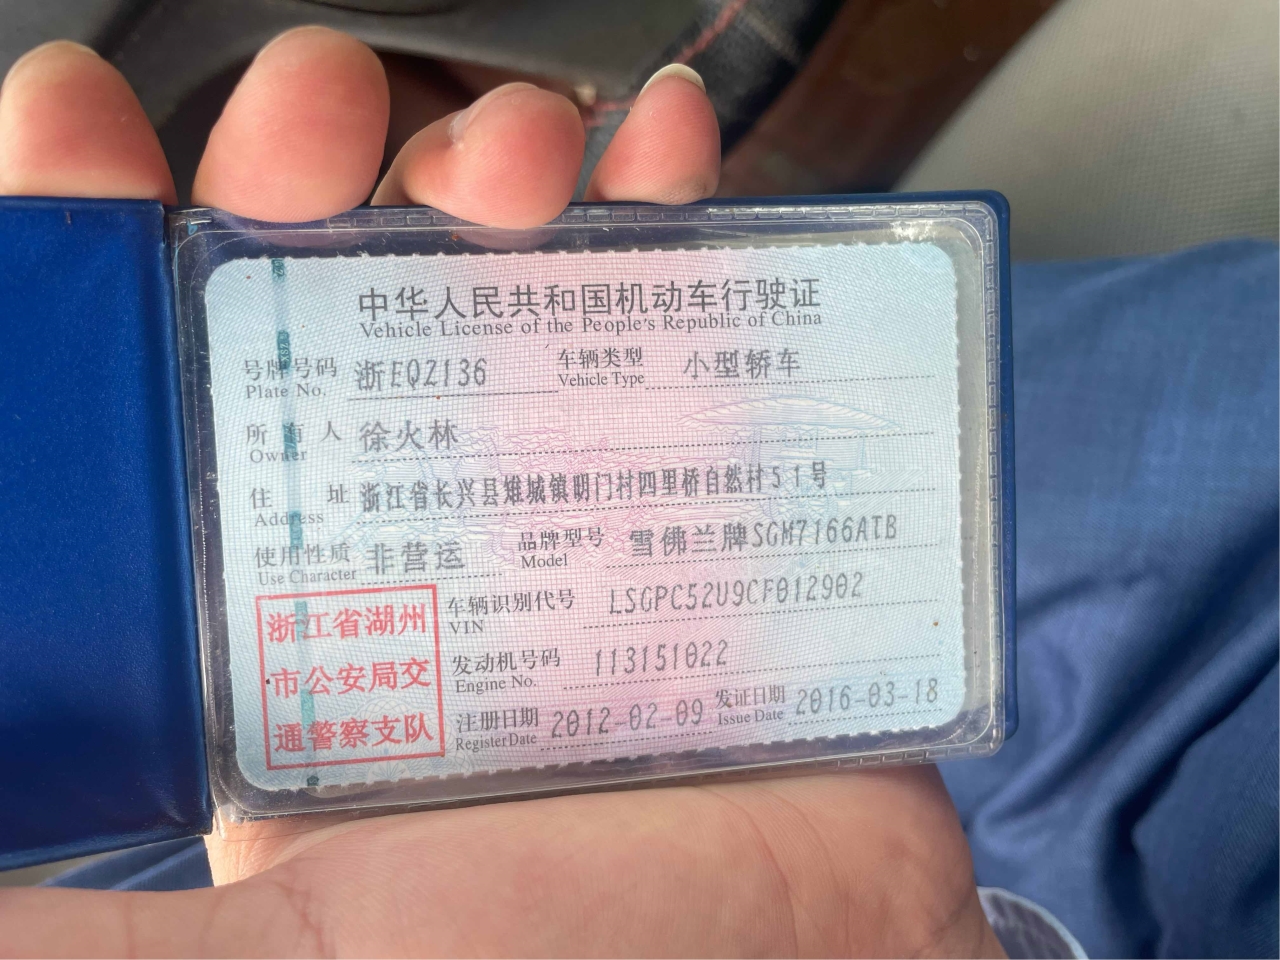 中华人民共和国机动车行驶证
Vehicle License of the People's Republic of China
号牌号码 浙EQZ136 车辆类型 小型轿车
Plate No. Vehicle Type
所有人 徐火林
Owner
住址 浙江省长兴县雉城镇明门村四里桥自然村51号
Address
使用性质 非营运 品牌型号 雪佛兰牌SGM7166ATB
Use Character Model
浙江省湖州
市公安局交
通警察支队
车辆识别代号 LSGPC52U9CF012902
VIN
发动机号码 113151022
Engine No.
注册日期 2012-02-09 发证日期 2016-03-18
Register Date Issue Date